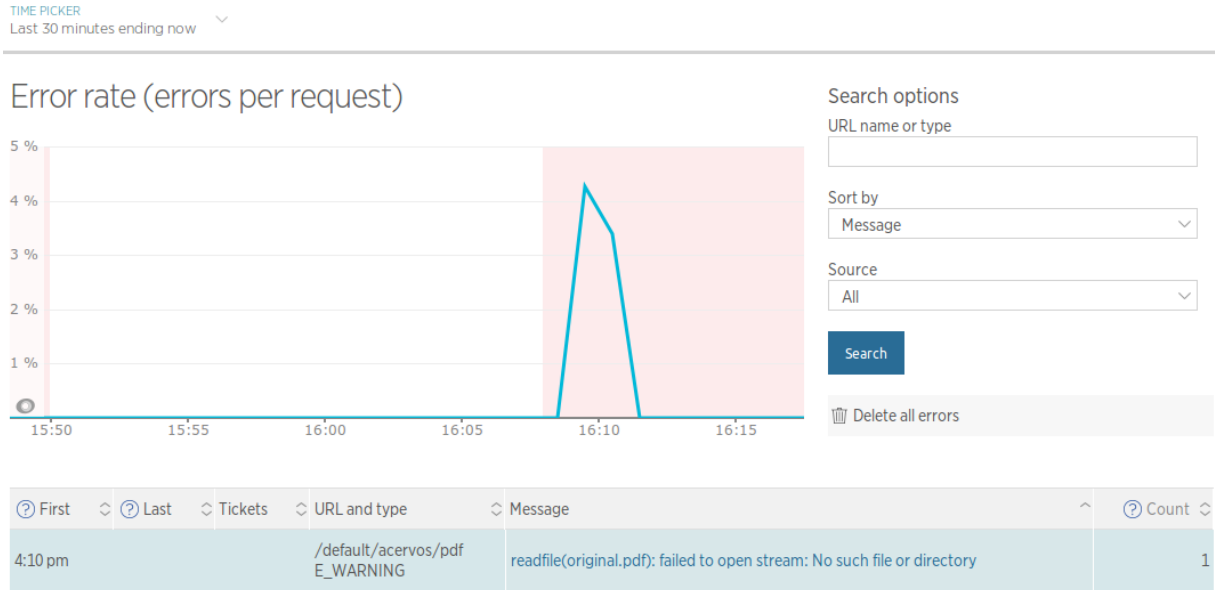 TIME PICKER
Last 30 minutes ending now
Error rate (errors per request)
5 %
4 %
3 %
2 %
1 %
15:50 15:55 16:00 16:05 16:10 16:15
Search options
URL name or type
Sort by
Message
Source
All
Search
Delete all errors
? First ? Last Tickets URL and type Message ? Count
4:10 pm /default/acervos/pdf readfile(original.pdf): failed to open stream: No such file or directory 1
E_WARNING